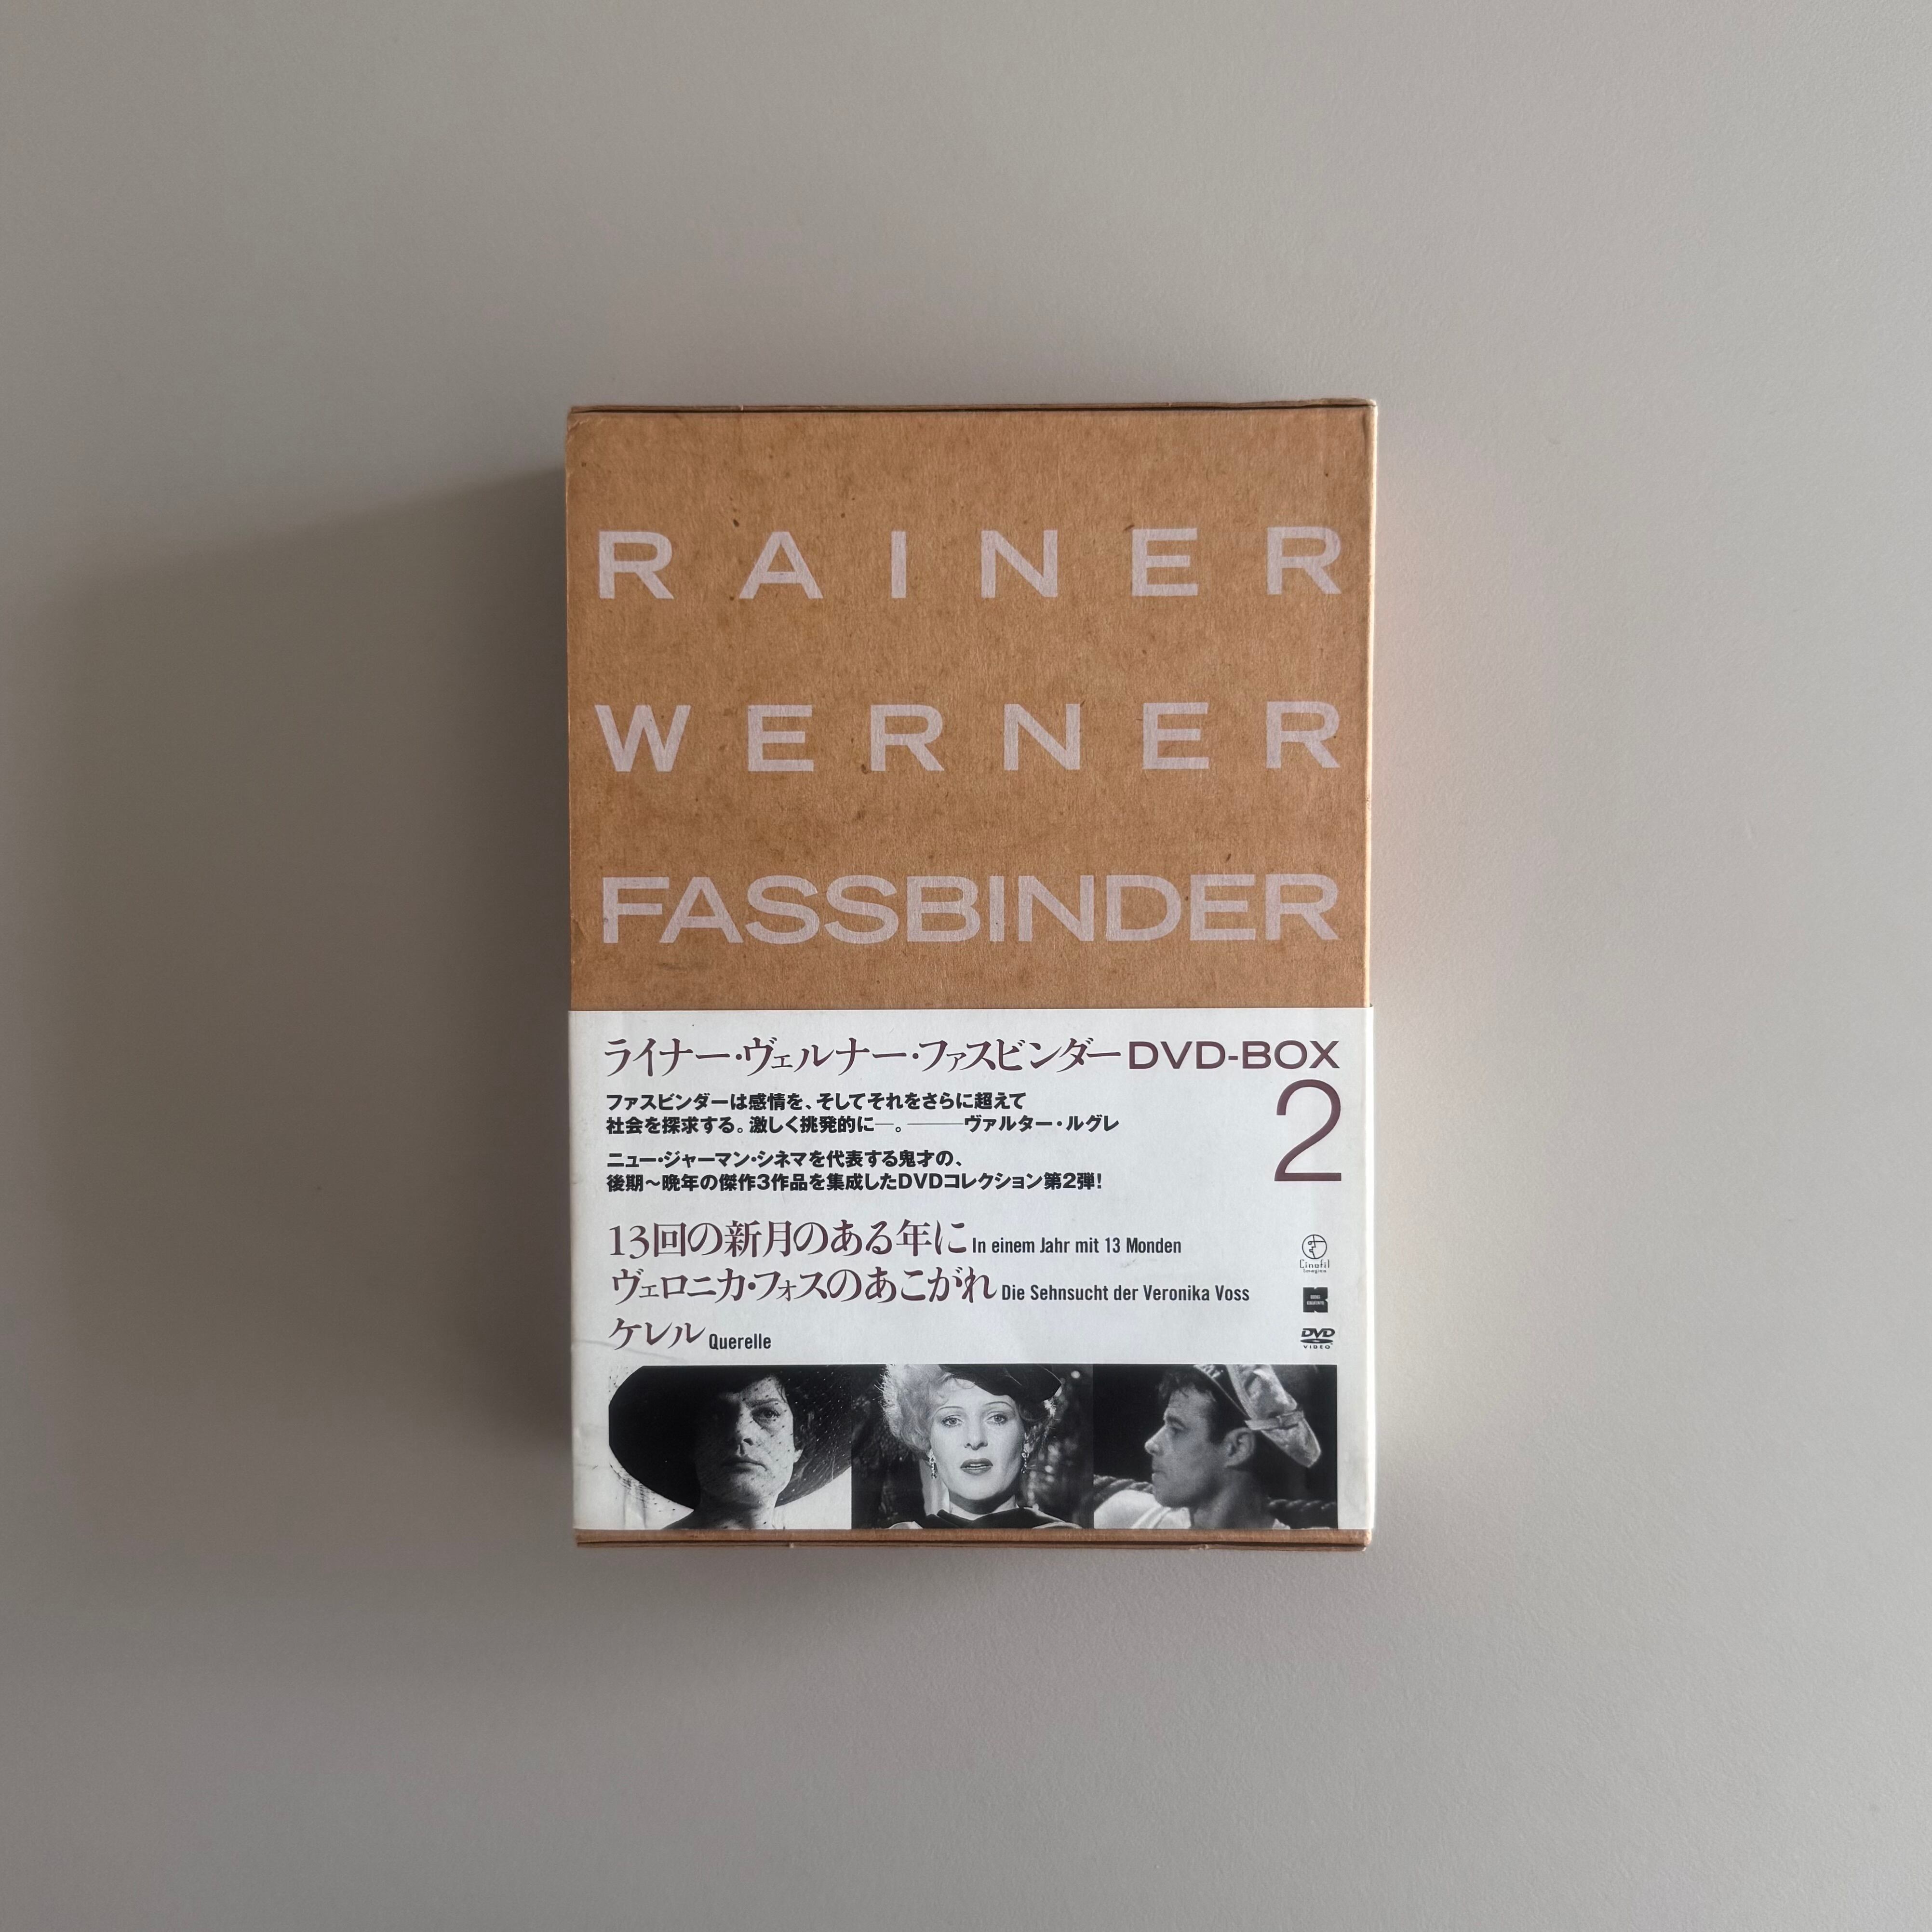 RAINER
WERNER
FASSBINDER
ライナー・ヴェルナー・ファスビンダーDVD-BOX
2
ファスビンダーは感情を、そしてそれをさらに超えて
社会を探求する。激しく挑発的に─。───ヴァルター・ルグレ
ニュー・ジャーマン・シネマを代表する鬼才の、
後期〜晩年の傑作3作品を集成したDVDコレクション第2弾!
13回の新月のある年に In einem Jahr mit 13 Monden
ヴェロニカ・フォスのあこがれ Die Sehnsucht der Veronika Voss
ケレル Querelle
Cinefil
Imagica
DVD
VIDEO